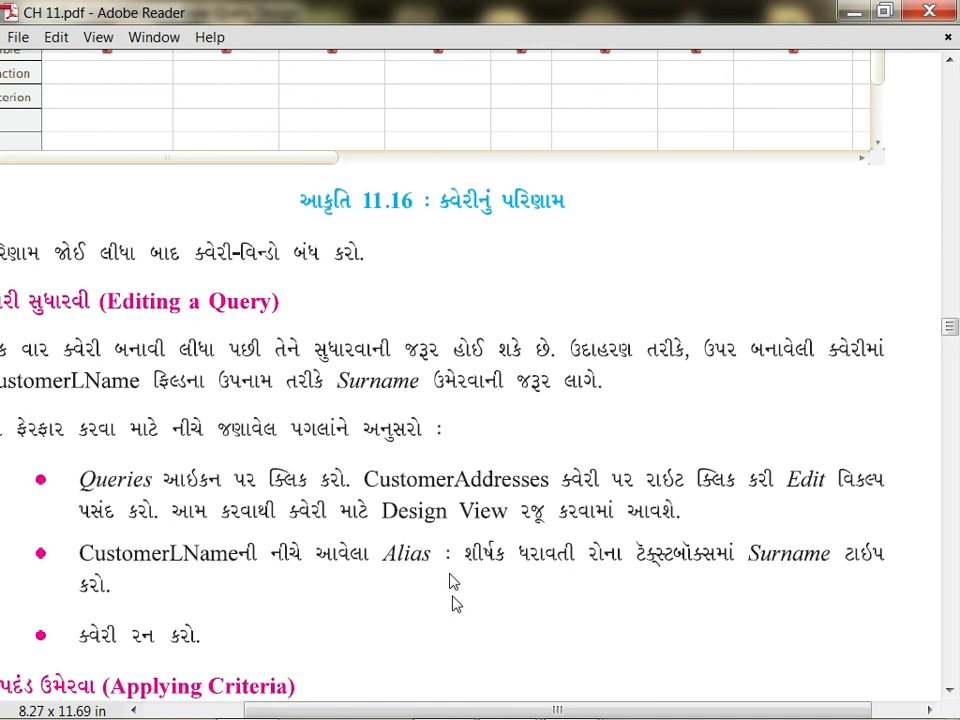 CH 11.pdf - Adobe Reader
File Edit View Window Help
આકૃતિ 11.16 : ક્વેરીનું પરિણામ
જોઈ લીધા બાદ ક્વેરી-વિન્ડો બંધ કરો.
સુધારવી (Editing a Query)
વાર ક્વેરી બનાવી લીધા પછી તેને સુધારવાની જરૂર હોઈ શકે છે. ઉદાહરણ તરીકે, ઉપર બનાવેલી ક્વેરીમાં
ustomerLName ફિલ્ડના ઉપનામ તરીકે Surname ઉમેરવાની જરૂર લાગે.
ફેરફાર કરવા માટે નીચે જણાવેલ પગલાંને અનુસરો :
• Queries આઇકન પર ક્લિક કરો. CustomerAddresses ક્વેરી પર રાઇટ ક્લિક કરી Edit વિકલ્પ
પસંદ કરો. આમ કરવાથી ક્વેરી માટે Design View રજૂ કરવામાં આવશે.
• CustomerLNameની નીચે આવેલા Alias : શીર્ષક ધરાવતી રોના ટૅક્સ્ટબૉક્સમાં Surname ટાઇપ
કરો.
• ક્વેરી રન કરો.
ઉમેરવા (Applying Criteria)
8.27 x 11.69 in